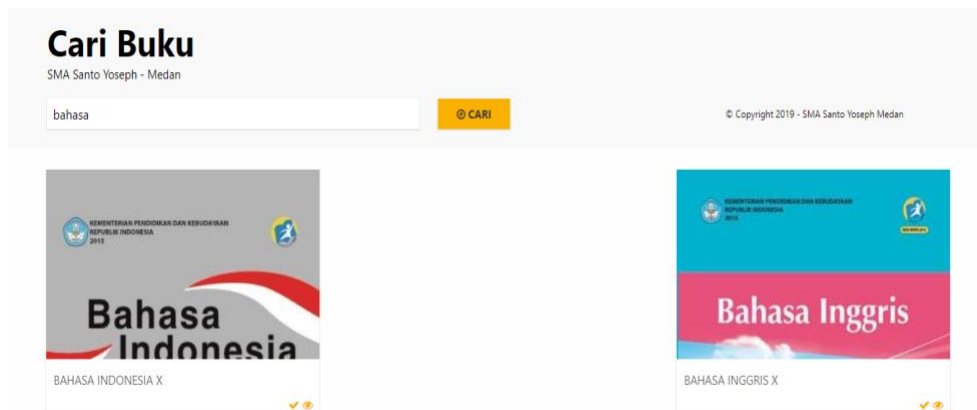 Cari Buku
SMA Santo Yoseph - Medan
bahasa
CARI
© Copyright 2019 - SMA Santo Yoseph Medan
KEMENTERIAN PENDIDIKAN DAN KEBUDAYAAN
REPUBLIK INDONESIA
2015
Bahasa
Indonesia
BAHASA INDONESIA X
KEMENTERIAN PENDIDIKAN DAN KEBUDAYAAN
REPUBLIK INDONESIA
Bahasa Inggris
BAHASA INGGRIS X